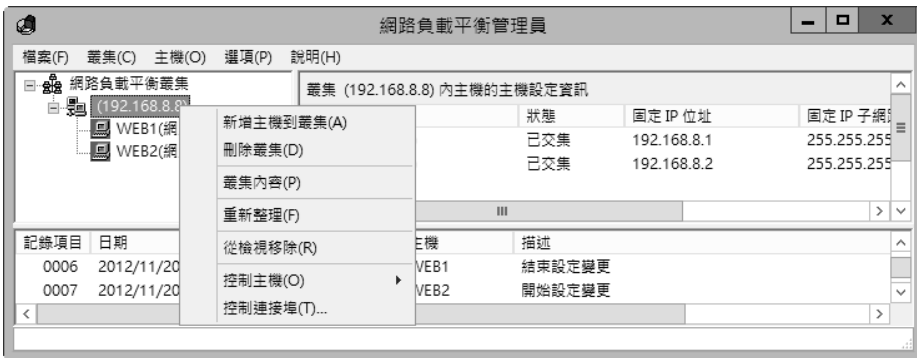 網路負載平衡管理員
檔案(F) 叢集(C) 主機(O) 選項(P) 說明(H)
網路負載平衡叢集
(192.168.8.8)
WEB1(網
WEB2(網
叢集 (192.168.8.8) 內主機的主機設定資訊
狀態 固定 IP 位址 固定 IP 子網
已交集 192.168.8.1 255.255.255
已交集 192.168.8.2 255.255.255
新增主機到叢集(A)
刪除叢集(D)
叢集內容(P)
重新整理(F)
從檢視移除(R)
控制主機(O)
控制連接埠(T)...
記錄項目 日期 主機 描述
0006 2012/11/20 WEB1 結束設定變更
0007 2012/11/20 WEB2 開始設定變更